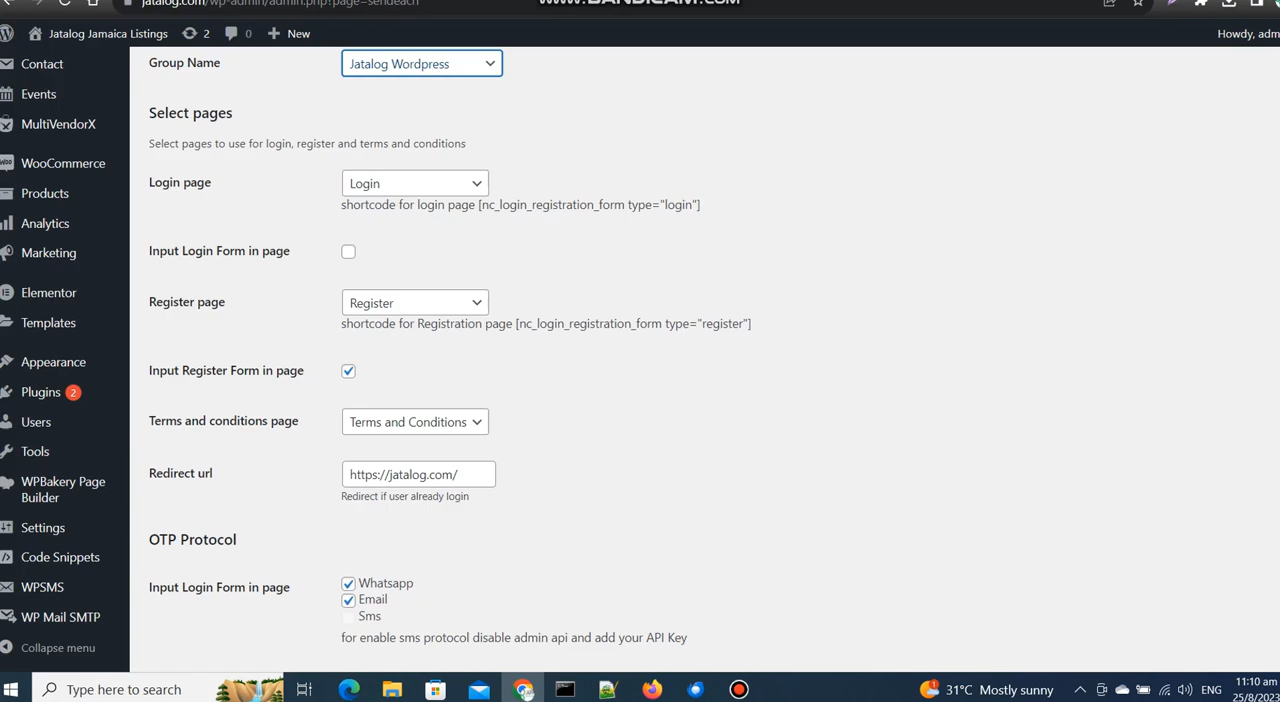 jatalog.com/wp-admin/admin.php?page=sendeach
www.BANDICAM.com
Jatalog Jamaica Listings
2
0
New
Howdy, adm
Contact
Events
MultiVendorX
WooCommerce
Products
Analytics
Marketing
Elementor
Templates
Appearance
Plugins 2
Users
Tools
WPBakery Page
Builder
Settings
Code Snippets
WPSMS
WP Mail SMTP
Collapse menu
Group Name
Jatalog Wordpress
Select pages
Select pages to use for login, register and terms and conditions
Login page
Login
shortcode for login page [nc_login_registration_form type="login"]
Input Login Form in page
Register page
Register
shortcode for Registration page [nc_login_registration_form type="register"]
Input Register Form in page
Terms and conditions page
Terms and Conditions
Redirect url
https://jatalog.com/
Redirect if user already login
OTP Protocol
Input Login Form in page
Whatsapp
Email
Sms
for enable sms protocol disable admin api and add your API Key
Type here to search
31°C Mostly sunny
ENG
11:10 am
25/8/2023